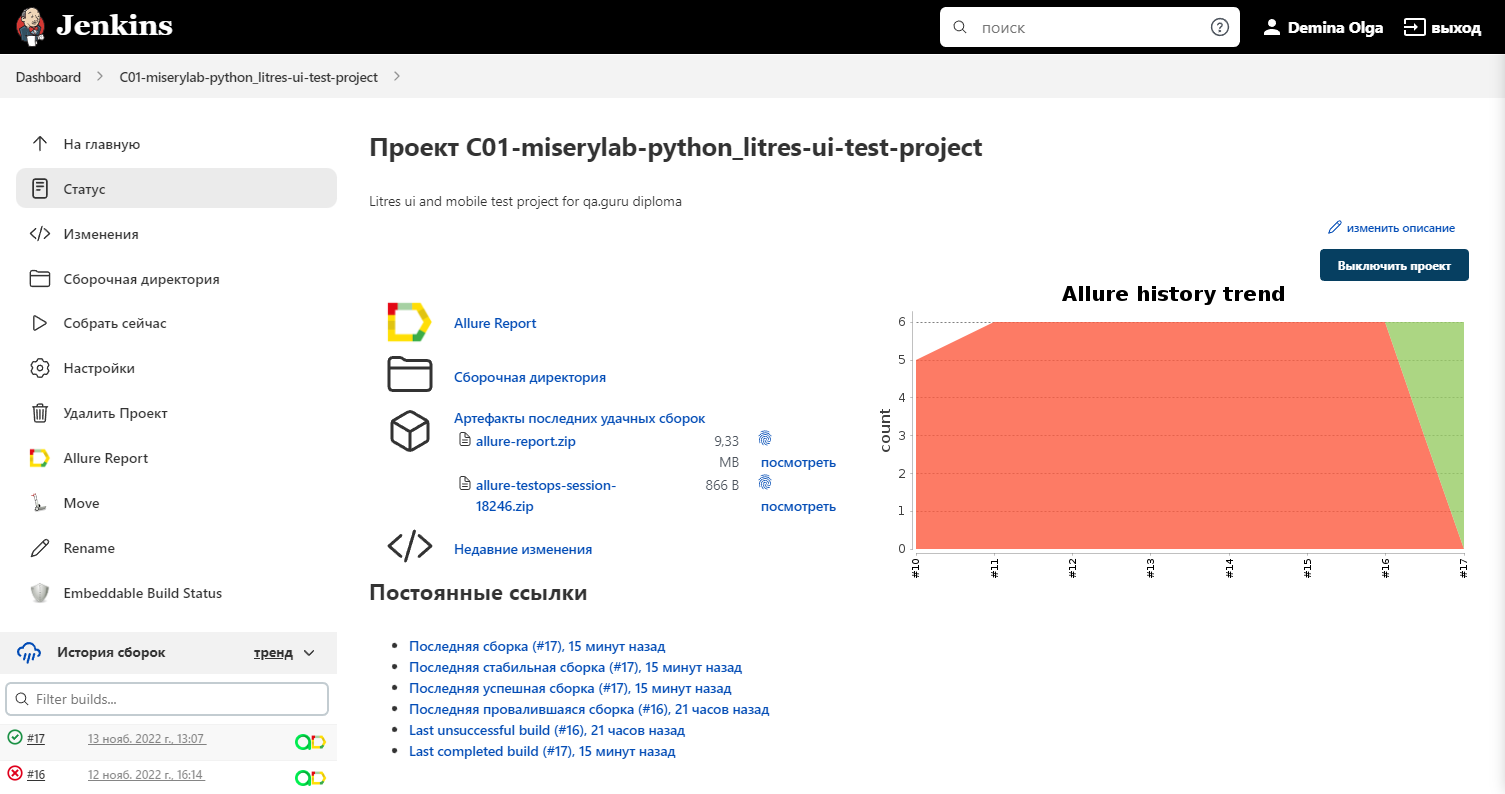 Jenkins
поиск
Demina Olga
выход
Dashboard
C01-miserylab-python_litres-ui-test-project
На главную
Статус
Изменения
Сборочная директория
Собрать сейчас
Настройки
Удалить Проект
Allure Report
Move
Rename
Embeddable Build Status
История сборок
тренд
Filter builds...
#17
13 нояб. 2022 г., 13:07
#16
12 нояб. 2022 г., 16:14
Проект C01-miserylab-python_litres-ui-test-project
Litres ui and mobile test project for qa.guru diploma
изменить описание
Выключить проект
Allure Report
Сборочная директория
Артефакты последних удачных сборок
allure-report.zip
9,33
MB
посмотреть
allure-testops-session-
18246.zip
866 B
посмотреть
Недавние изменения
Allure history trend
count
6
5
4
3
2
1
0
#10
#11
#12
#13
#14
#15
#16
#17
Постоянные ссылки
Последняя сборка (#17), 15 минут назад
Последняя стабильная сборка (#17), 15 минут назад
Последняя успешная сборка (#17), 15 минут назад
Последняя провалившаяся сборка (#16), 21 часов назад
Last unsuccessful build (#16), 21 часов назад
Last completed build (#17), 15 минут назад